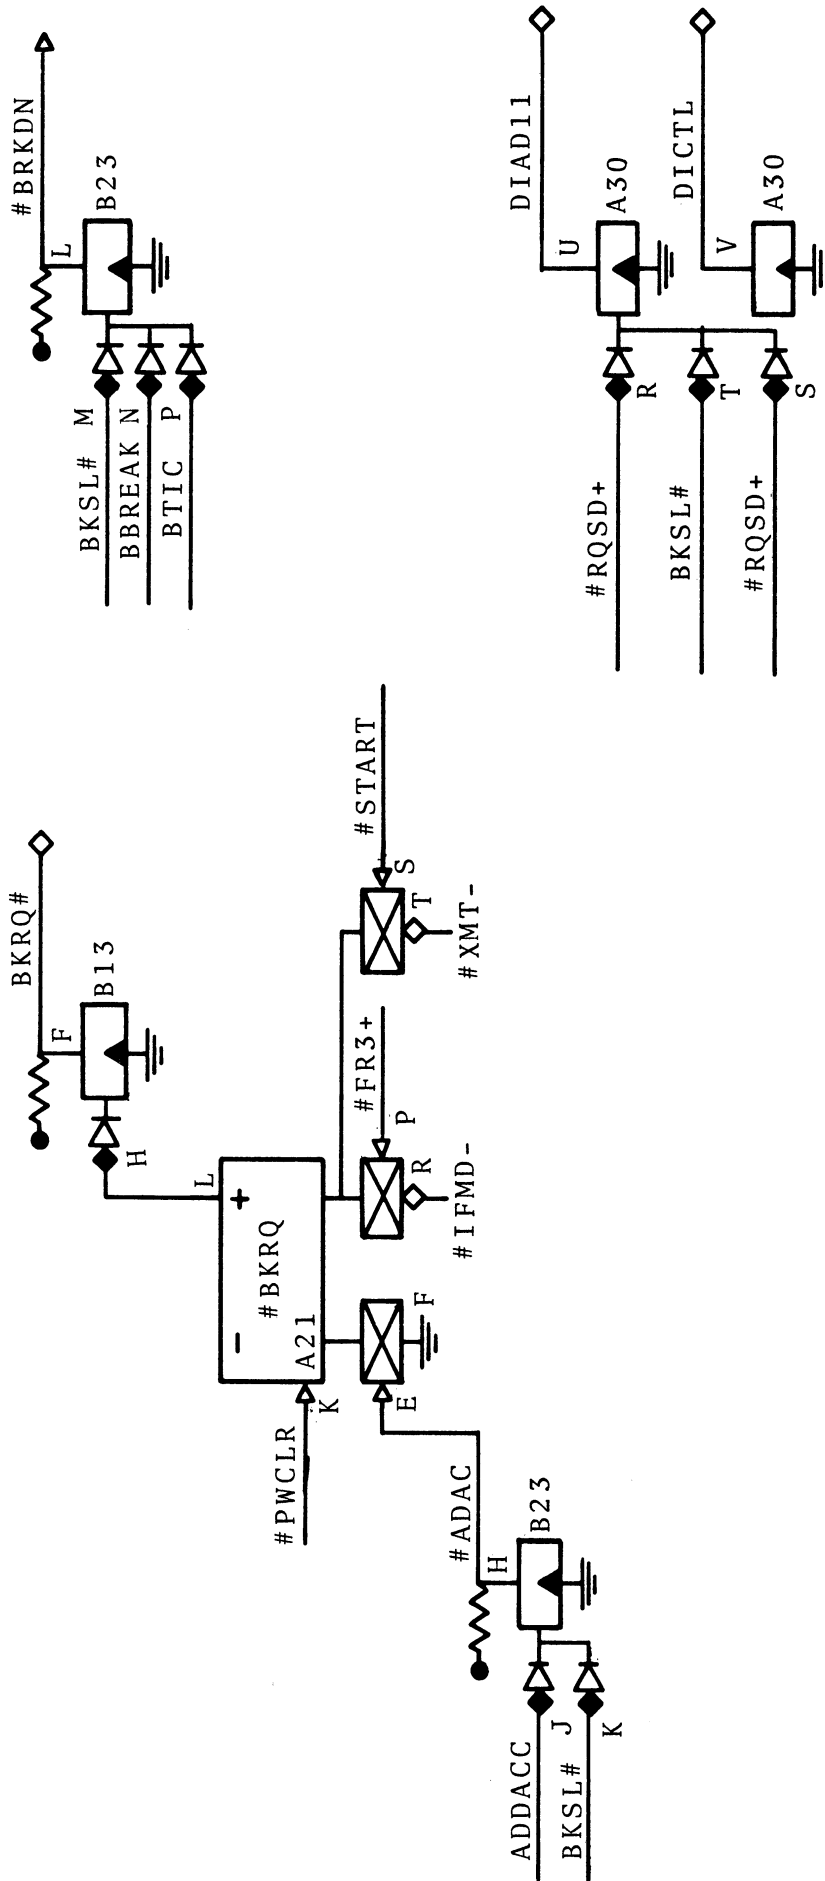 #BRKDN
L
B23
BKSL# M
BBREAK N
BTIC P
DIAD11
U
A30
DICTL
V
A30
R
T
S
#RQSD+
BKSL#
#RQSD+
BKRQ#
F
B13
H
L
+
-
#BKRQ
A21
#PWCLR
K
#START
S
T
#XMT-
#FR3+
P
R
#IFMD-
F
E
#ADAC
H
B23
ADDACC J
BKSL# K